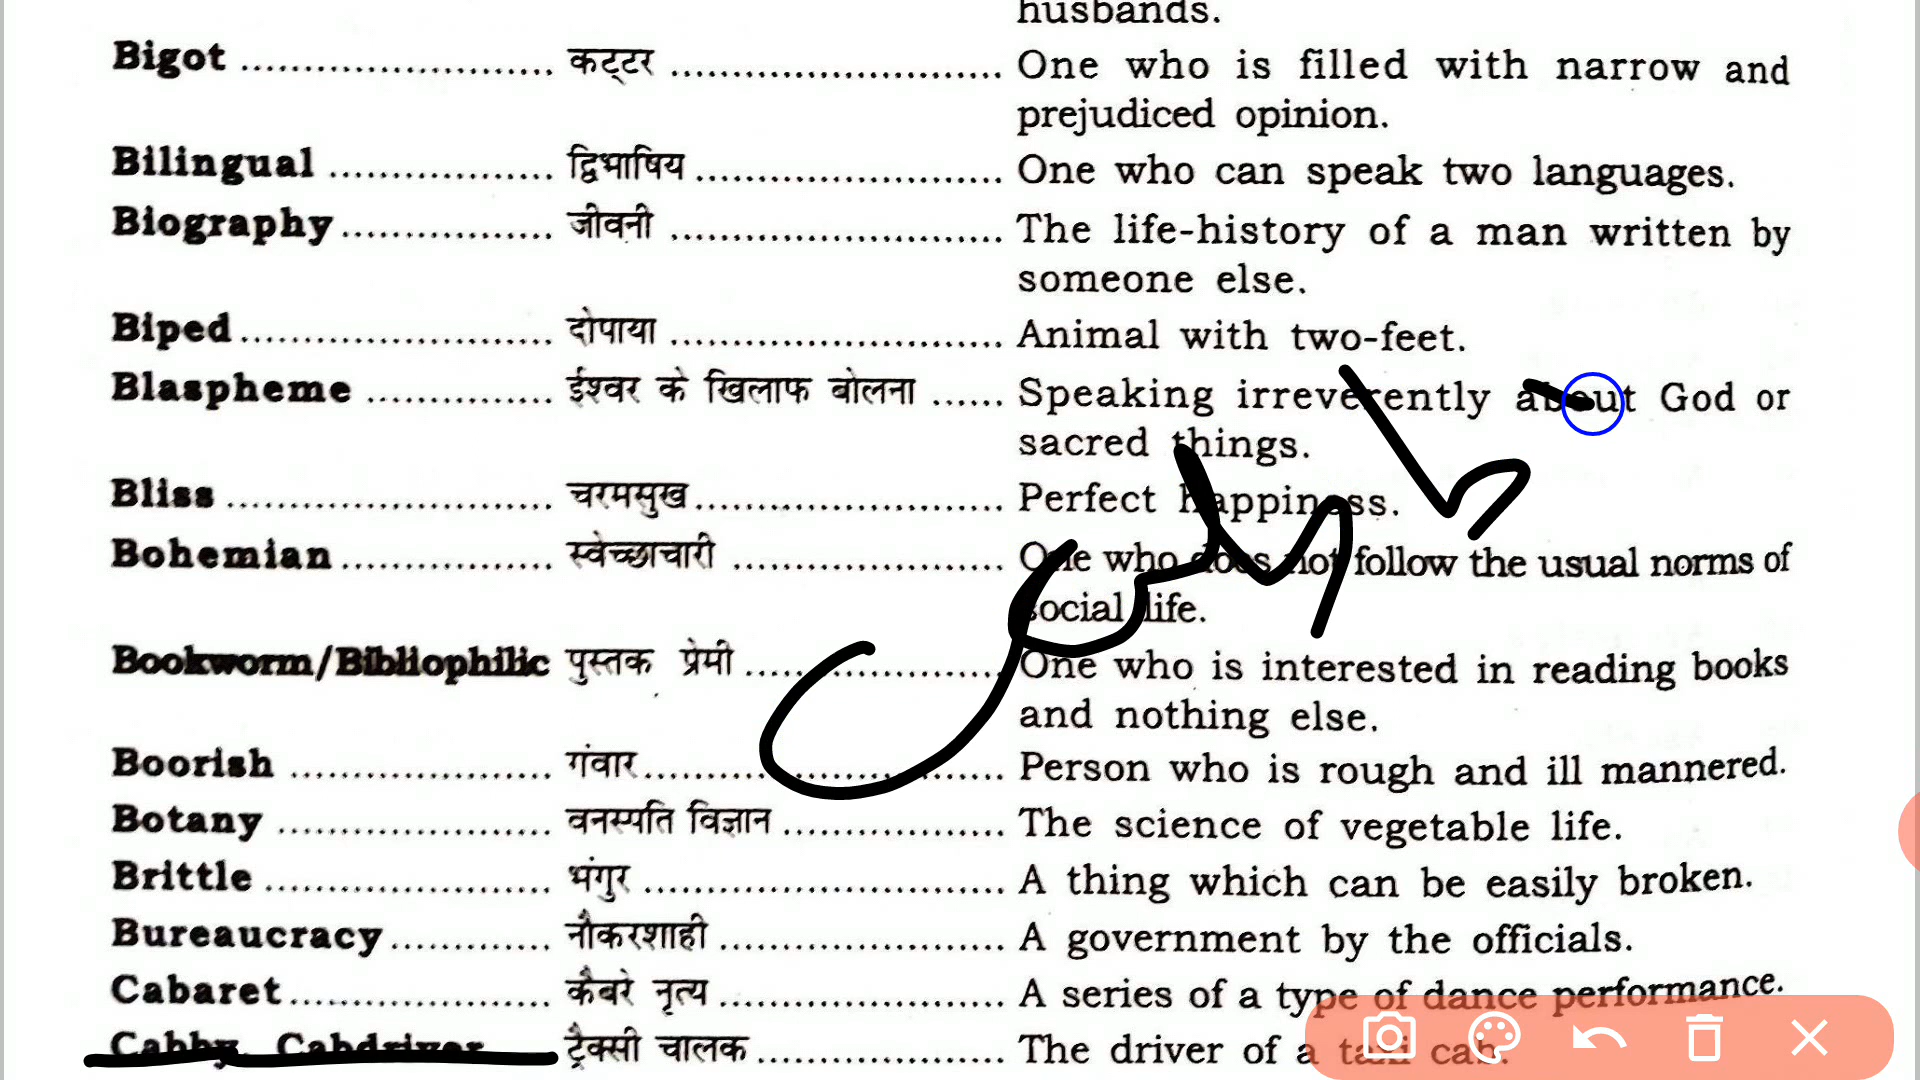 husbands.
Bigot ......................... कट्टर ........................... One who is filled with narrow and
prejudiced opinion.
Bilingual .................. द्विभाषिय ......................... One who can speak two languages.
Biography ................. जीवनी ........................... The life-history of a man written by
someone else.
Biped ......................... दोपाया ........................... Animal with two-feet.
Blaspheme ............... ईश्वर के खिलाफ बोलना ...... Speaking irreverently about God or
sacred things.
Bliss .......................... चरमसुख ......................... Perfect happiness.
Bohemian ................. स्वेच्छाचारी ...................... One who does not follow the usual norms of
social life.
Bookworm/Bibliophilic पुस्तक प्रेमी ..................... One who is interested in reading books
and nothing else.
Boorish ..................... गंवार ............................. Person who is rough and ill mannered.
Botany ...................... वनस्पति विज्ञान .................. The science of vegetable life.
Brittle ....................... भंगुर ............................. A thing which can be easily broken.
Bureaucracy ............. नौकरशाही ....................... A government by the officials.
Cabaret ..................... कैबरे नृत्य ....................... A series of a type of dance performance.
Cabby, Cabdriver ट्रैक्सी चालक .................... The driver of a taxi cab.